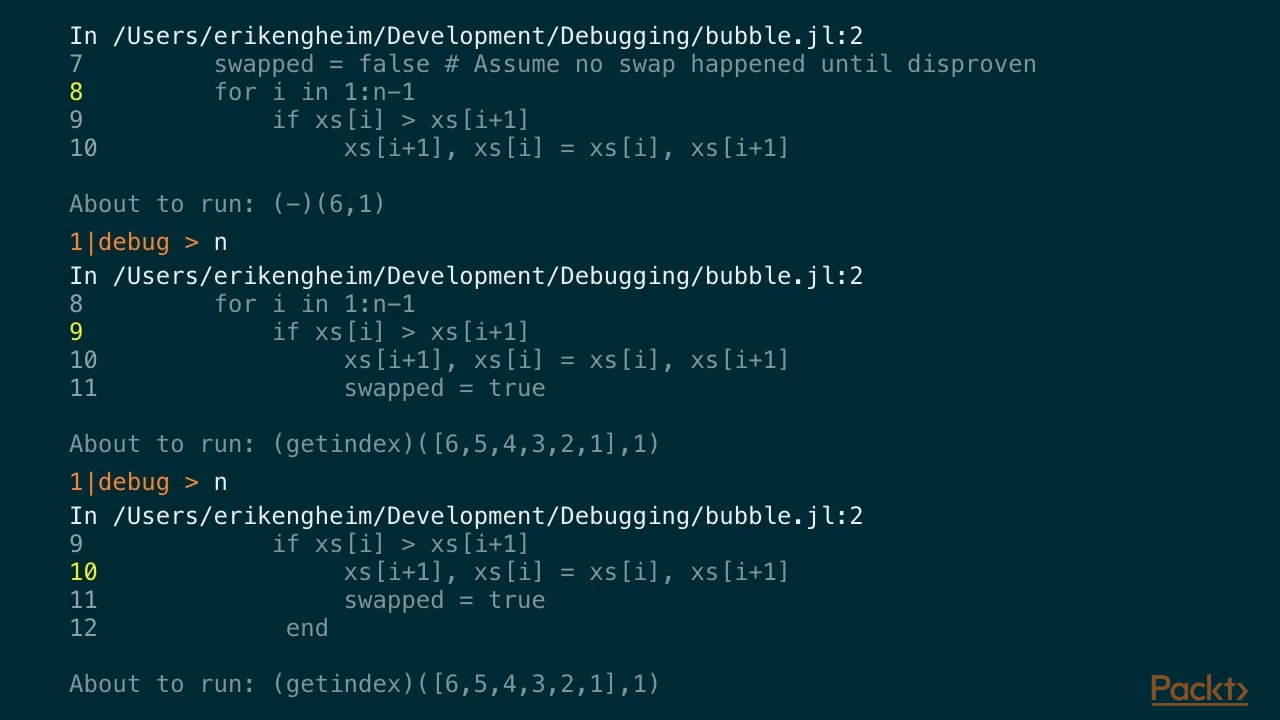 In /Users/erikengheim/Development/Debugging/bubble.jl:2
7 swapped = false # Assume no swap happened until disproven
8 for i in 1:n-1
9 if xs[i] > xs[i+1]
10 xs[i+1], xs[i] = xs[i], xs[i+1]
About to run: (-)(6,1)
1|debug > n
In /Users/erikengheim/Development/Debugging/bubble.jl:2
8 for i in 1:n-1
9 if xs[i] > xs[i+1]
10 xs[i+1], xs[i] = xs[i], xs[i+1]
11 swapped = true
About to run: (getindex)([6,5,4,3,2,1],1)
1|debug > n
In /Users/erikengheim/Development/Debugging/bubble.jl:2
9 if xs[i] > xs[i+1]
10 xs[i+1], xs[i] = xs[i], xs[i+1]
11 swapped = true
12 end
About to run: (getindex)([6,5,4,3,2,1],1)
Packt>